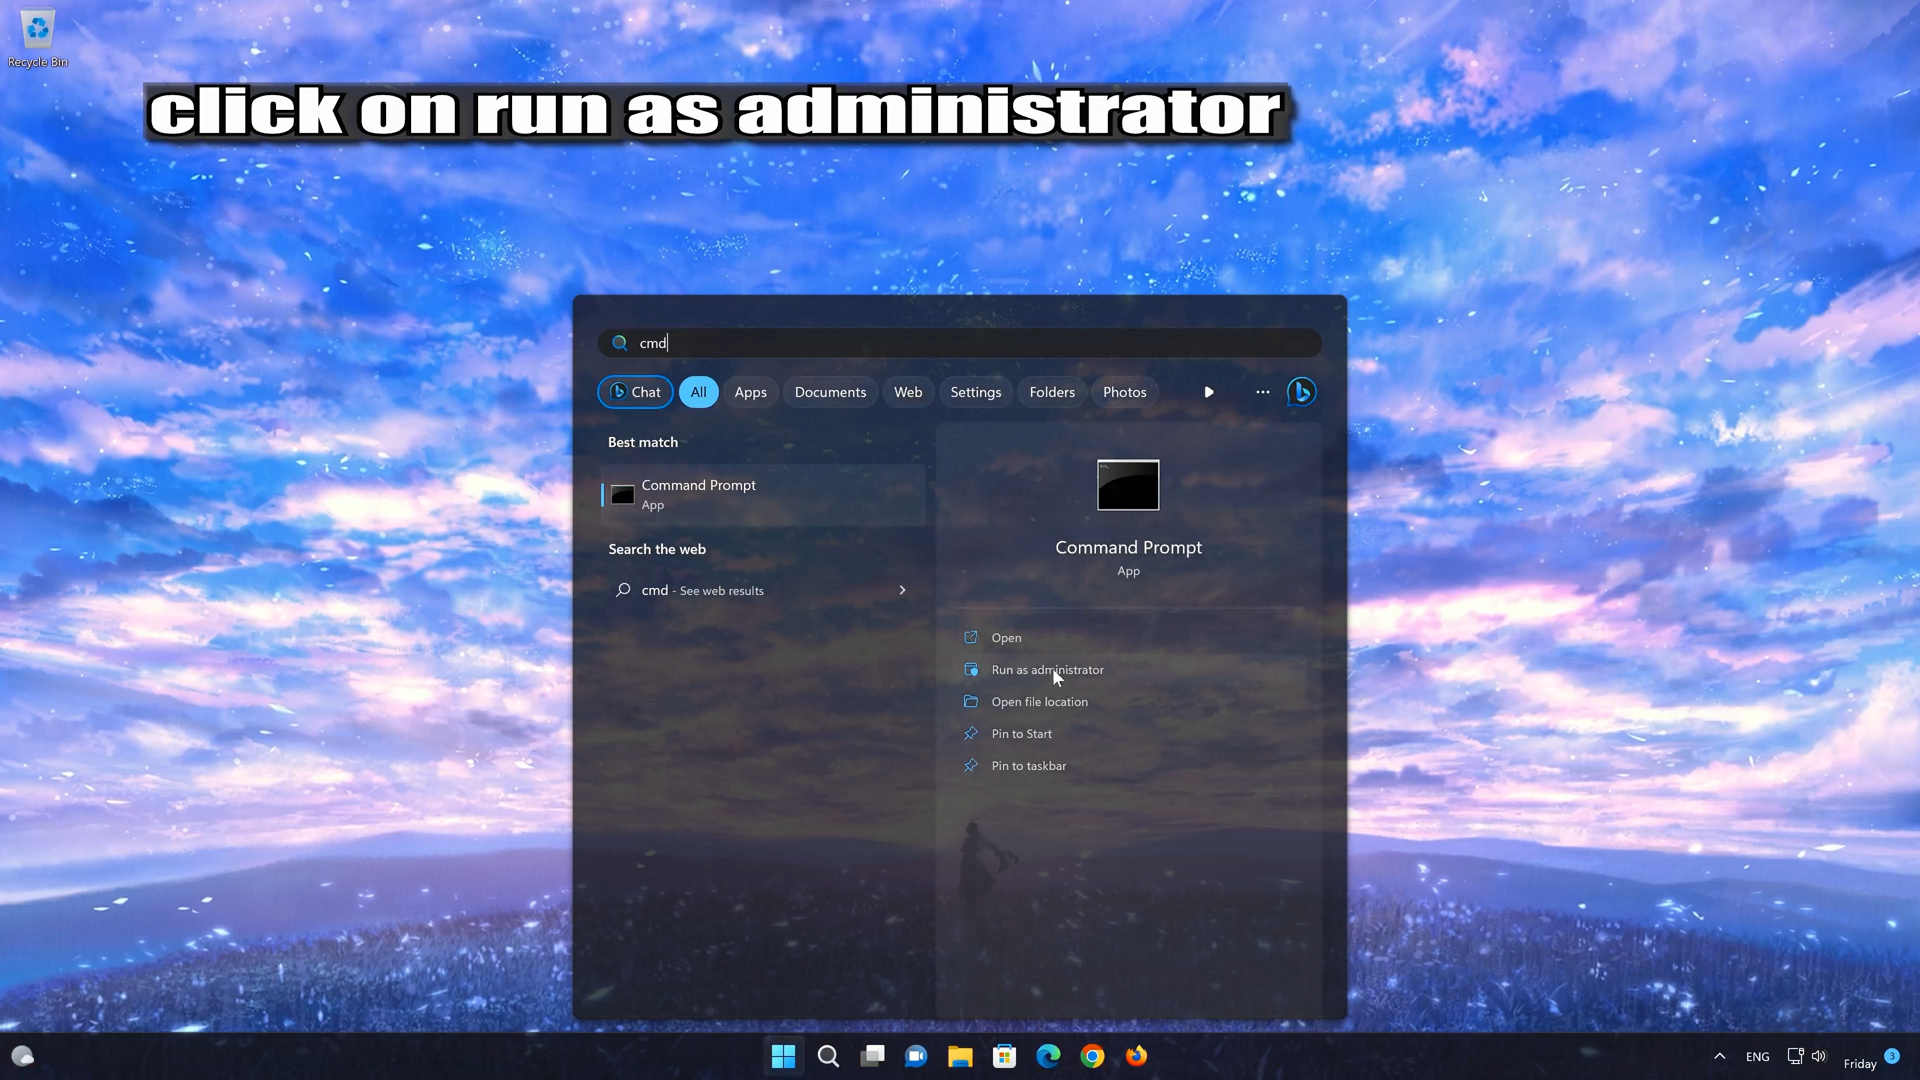 Recycle Bin
click on run as administrator
cmd
Chat
All
Apps
Documents
Web
Settings
Folders
Photos
Best match
Command Prompt
App
Search the web
cmd - See web results
Command Prompt
App
Open
Run as administrator
Open file location
Pin to Start
Pin to taskbar
ENG
Friday
3